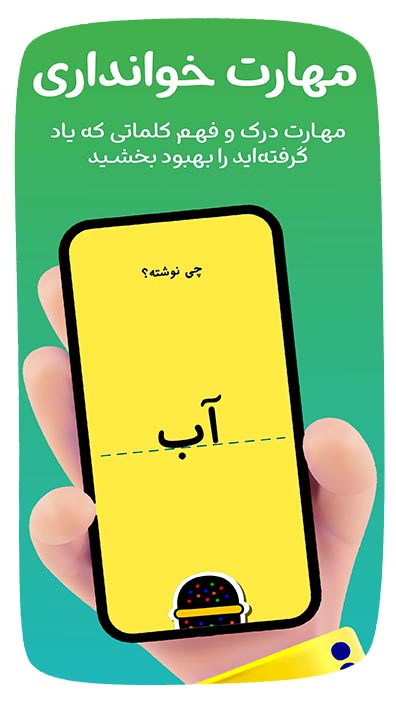 مهارت خوانداری
مهارت درک و فهم کلماتی که یاد
گرفته‌اید را بهبود بخشید
چی نوشته؟
آب